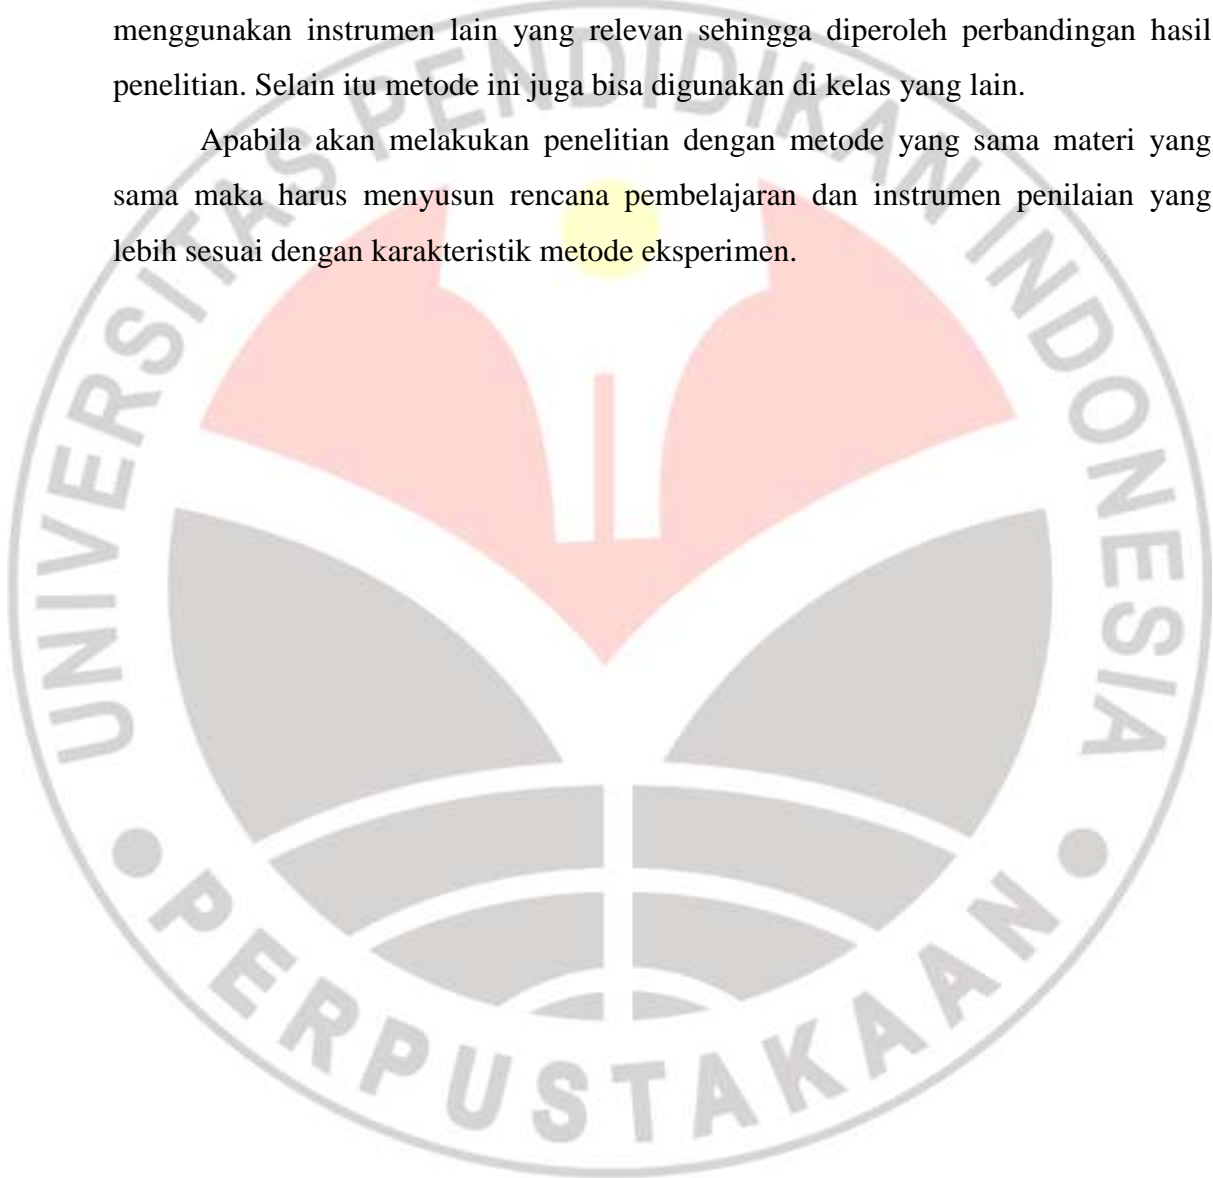 menggunakan instrumen lain yang relevan sehingga diperoleh perbandingan hasil
penelitian. Selain itu metode ini juga bisa digunakan di kelas yang lain.
Apabila akan melakukan penelitian dengan metode yang sama materi yang
sama maka harus menyusun rencana pembelajaran dan instrumen penilaian yang
lebih sesuai dengan karakteristik metode eksperimen.
UNIVERSITAS PENDIDIKAN INDONESIA
PERPUSTAKAAN